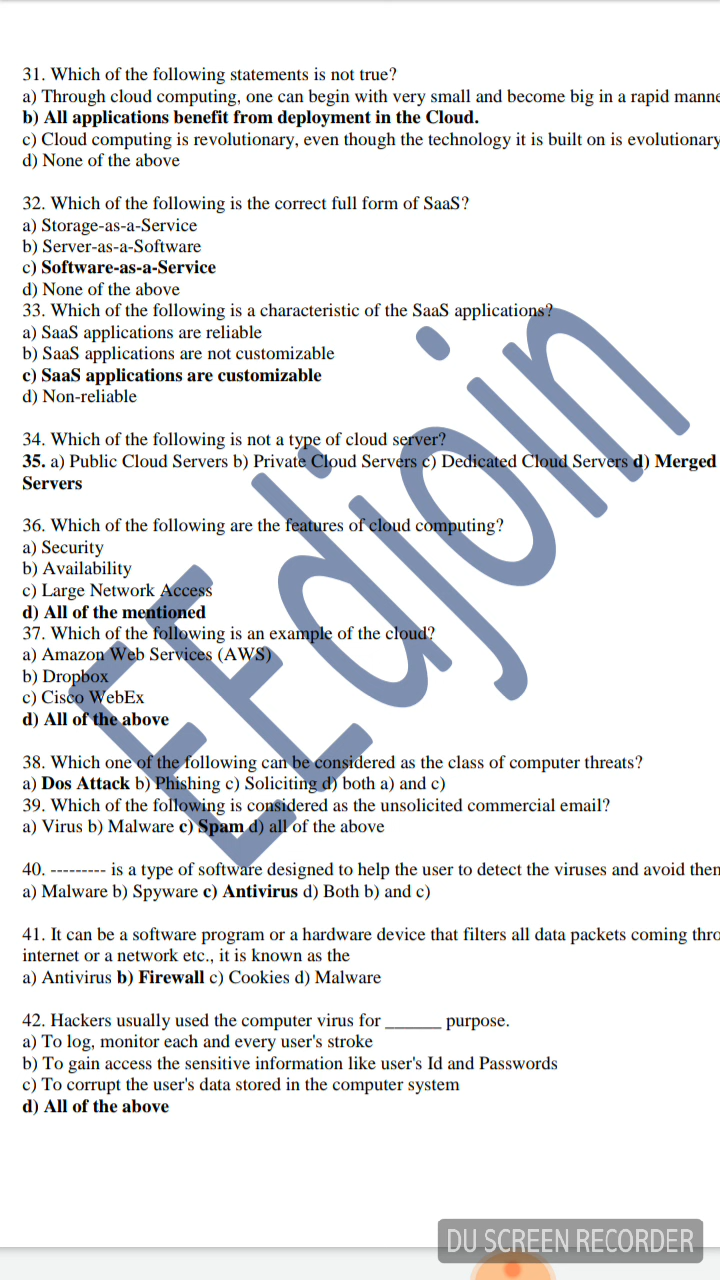 31. Which of the following statements is not true?
a) Through cloud computing, one can begin with very small and become big in a rapid manne
b) All applications benefit from deployment in the Cloud.
c) Cloud computing is revolutionary, even though the technology it is built on is evolutionary
d) None of the above
32. Which of the following is the correct full form of SaaS?
a) Storage-as-a-Service
b) Server-as-a-Software
c) Software-as-a-Service
d) None of the above
33. Which of the following is a characteristic of the SaaS applications?
a) SaaS applications are reliable
b) SaaS applications are not customizable
c) SaaS applications are customizable
d) Non-reliable
34. Which of the following is not a type of cloud server?
35. a) Public Cloud Servers b) Private Cloud Servers c) Dedicated Cloud Servers d) Merged
Servers
36. Which of the following are the features of cloud computing?
a) Security
b) Availability
c) Large Network Access
d) All of the mentioned
37. Which of the following is an example of the cloud?
a) Amazon Web Services (AWS)
b) Dropbox
c) Cisco WebEx
d) All of the above
38. Which one of the following can be considered as the class of computer threats?
a) Dos Attack b) Phishing c) Soliciting d) both a) and c)
39. Which of the following is considered as the unsolicited commercial email?
a) Virus b) Malware c) Spam d) all of the above
40. --------- is a type of software designed to help the user to detect the viruses and avoid them
a) Malware b) Spyware c) Antivirus d) Both b) and c)
41. It can be a software program or a hardware device that filters all data packets coming thro
internet or a network etc., it is known as the
a) Antivirus b) Firewall c) Cookies d) Malware
42. Hackers usually used the computer virus for ______ purpose.
a) To log, monitor each and every user's stroke
b) To gain access the sensitive information like user's Id and Passwords
c) To corrupt the user's data stored in the computer system
d) All of the above
EEdjoin
DU SCREEN RECORDER